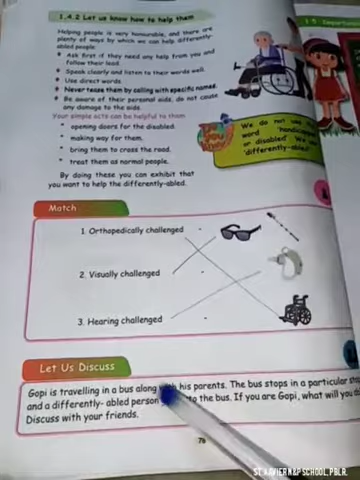 1.4.2 Let us know how to help them
Helping people is very honourable, and there are
plenty of ways by which we can help differently-
abled people.
Ask first if they need any help from you and
follow their lead.
Speak clearly and listen to their words well.
Use direct words.
Never tease them by calling with specific names.
Be aware of their personal aids, do not cause
any damage to the aids.
Your simple acts can be helpful to them
opening doors for the disabled.
making way for them.
bring them to cross the road.
treat them as normal people.
By doing these you can exhibit that
you want to help the differently-abled.
Do you
We do not use
word 'handicapped
or disabled'. We
'differently-abled'
1.5 Importan
Match
1. Orthopedically challenged
2. Visually challenged
3. Hearing challenged
Let Us Discuss
Gopi is travelling in a bus along with his parents. The bus stops in a particular
and a differently-abled person to the bus. If you are Gopi, what will you
Discuss with your friends.
76
ST.XAVIER N&P SCHOOL,PBLR.